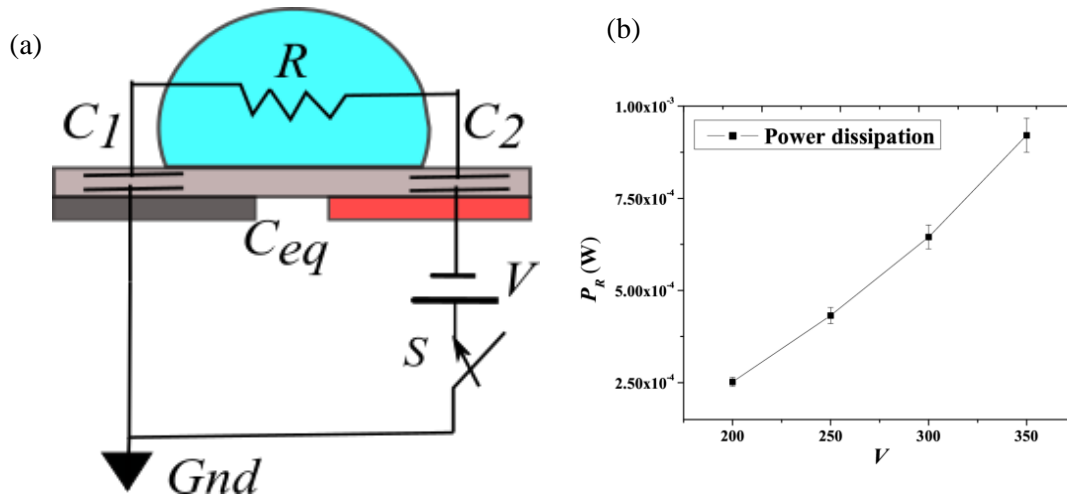 (a)
R
C1
C2
Ceq
V
S
Gnd
(b)
1.00x10-3
7.50x10-4
5.00x10-4
2.50x10-4
PR (W)
Power dissipation
200 250 300 350
V